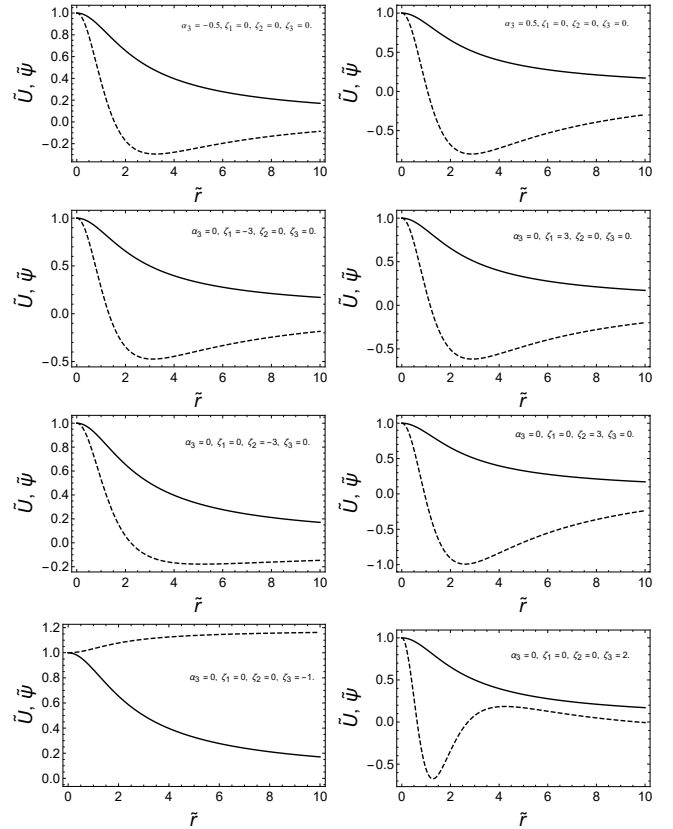 1.0
α₃ = −0.5, ζ₁=0, ζ₂=0, ζ₃=0.
0.8
0.6
0.4
0.2
0.0
−0.2
Ũ, ψ̃
0 2 4 6 8 10
r̃
1.0
α₃ 0.5, ζ₁=0, ζ₂=0, ζ₃=0.
0.5
0.0
−0.5
Ũ, ψ̃
0 2 4 6 8 10
r̃
1.0
α₃ = 0, ζ₁ = −3, ζ₂ = 0, ζ₃ = 0.
0.5
0.0
−0.5
Ũ, ψ̃
0 2 4 6 8 10
r̃
1.0
α₃ = 0, ζ₁ = 3, ζ₂ = 0, ζ₃ = 0.
0.5
0.0
−0.5
Ũ, ψ̃
0 2 4 6 8 10
r̃
1.0
α₃ = 0, ζ₁ = 0, ζ₂ = −3, ζ₃ = 0.
0.8
0.6
0.4
0.2
0.0
−0.2
Ũ, ψ̃
0 2 4 6 8 10
r̃
1.0
α₃ = 0, ζ₁ = 0, ζ₂ = 3, ζ₃ = 0.
0.5
0.0
−0.5
−1.0
Ũ, ψ̃
0 2 4 6 8 10
r̃
1.2
1.0
α₃ = 0, ζ₁ = 0, ζ₂ = 0, ζ₃ = −1.
0.8
0.6
0.4
0.2
0.0
Ũ, ψ̃
0 2 4 6 8 10
r̃
1.0
α₃ = 0, ζ₁ = 0, ζ₂ = 0, ζ₃ = 2.
0.5
0.0
−0.5
Ũ, ψ̃
0 2 4 6 8 10
r̃